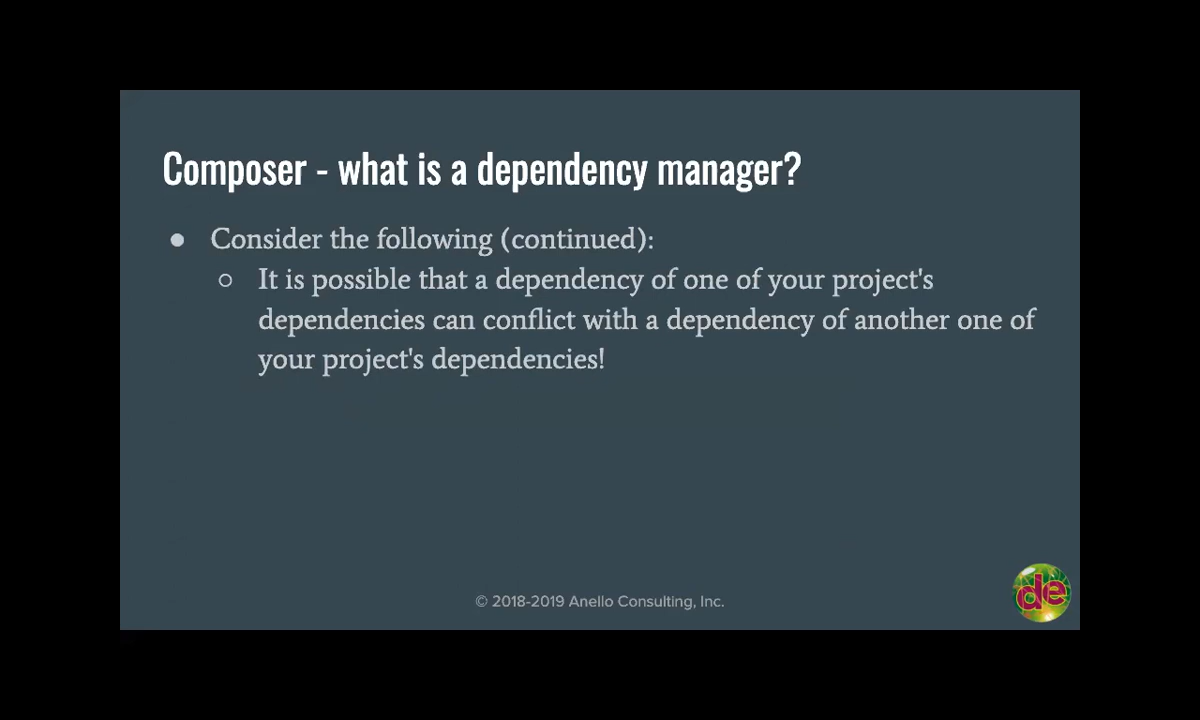 Composer - what is a dependency manager?
● Consider the following (continued):
○ It is possible that a dependency of one of your project's
dependencies can conflict with a dependency of another one of
your project's dependencies!
© 2018-2019 Anello Consulting, Inc.
de